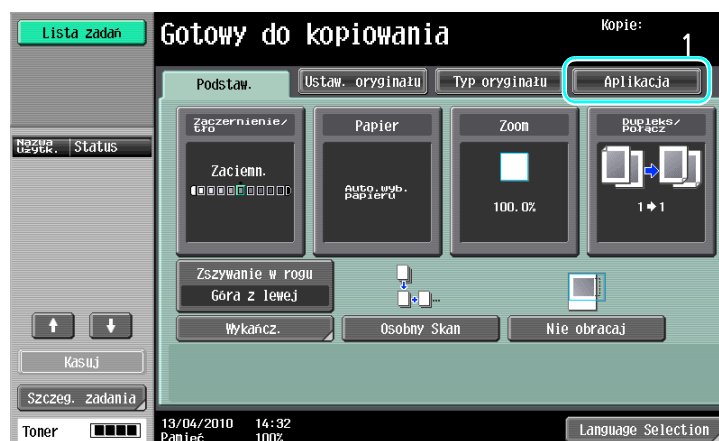 Lista zadań
Gotowy do kopiowania
Kopie:
1
Podstaw.
Ustaw. oryginału
Typ oryginału
Aplikacja
Nazwa użytk.
Status
Zaczernienie/
tło
Papier
Zoom
Dupleks/
Połącz
Zaciemn.
Auto.wyb.
papieru
100.0%
1➔1
Zszywanie w rogu
Góra z lewej
Wykańcz.
Osobny Skan
Nie obracaj
Kasuj
Szczeg. zadania
Toner
13/04/2010 14:32
Pamięć 100%
Language Selection